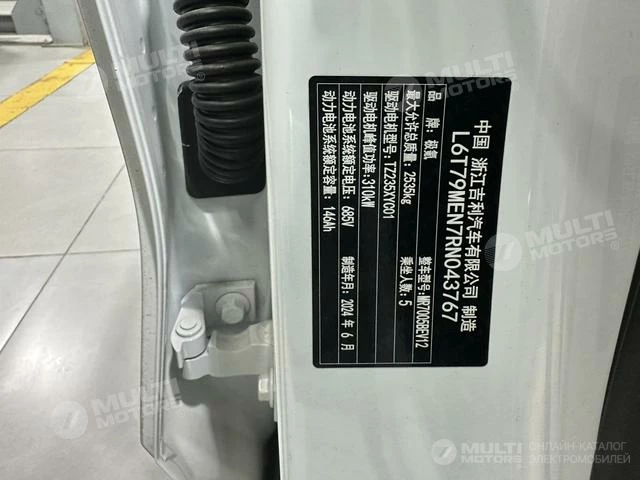 中国 浙江吉利汽车有限公司 制造
L6T79MEN7RN043767
品 牌：极氪 整车型号：MR7005BEV12
最大允许总质量：2535kg 乘坐人数：5
驱动电机型号：TZ235XYC01
驱动电机峰值功率：310kW
动力电池系统额定电压：685V 制造年月：2024 年 6 月
动力电池系统额定容量：146Ah
MULTI MOTORS
MULTI MOTORS
MULTI MOTORS
MULTI MOTORS
MULTI MOTORS
ОНЛАЙН-КАТАЛОГ
ЭЛЕКТРОМОБИЛЕЙ